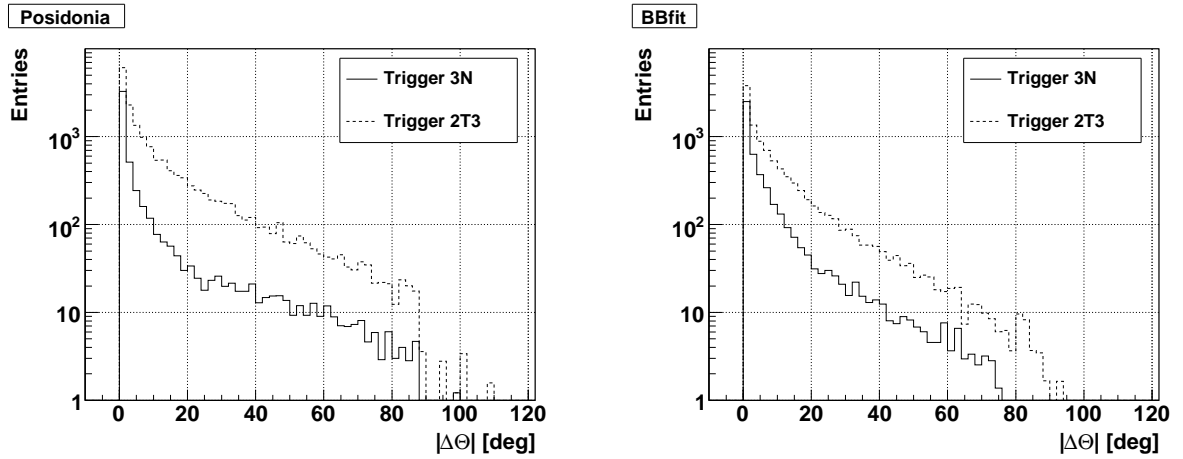 Posidonia
Entries
Trigger 3N
Trigger 2T3
10³
10²
10
1
0 20 40 60 80 100 120
|ΔΘ| [deg]
BBfit
Entries
Trigger 3N
Trigger 2T3
10³
10²
10
1
0 20 40 60 80 100 120
|ΔΘ| [deg]